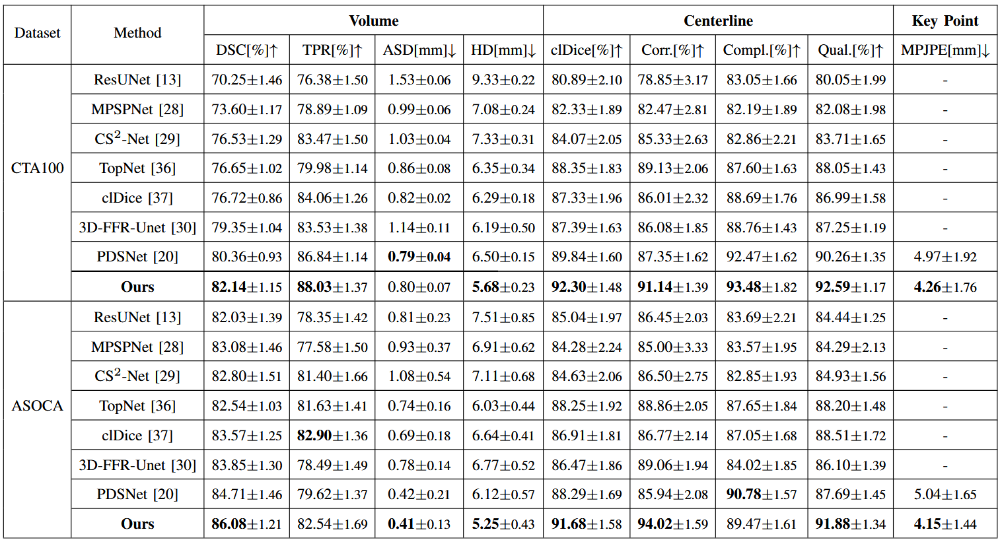 Dataset Method Volume Centerline Key Point
DSC[%]↑ TPR[%]↑ ASD[mm]↓ HD[mm]↓ clDice[%]↑ Corr.[%]↑ Compl.[%]↑ Qual.[%]↑ MPJPE[mm]↓
CTA100
ResUNet [13] 70.25±1.46 76.38±1.50 1.53±0.06 9.33±0.22 80.89±2.10 78.85±3.17 83.05±1.66 80.05±1.99 -
MPSPNet [28] 73.60±1.17 78.89±1.09 0.99±0.06 7.08±0.24 82.33±1.89 82.47±2.81 82.19±1.89 82.08±1.98 -
CS²-Net [29] 76.53±1.29 83.47±1.50 1.03±0.04 7.33±0.31 84.07±2.05 85.33±2.63 82.86±2.21 83.71±1.65 -
TopNet [36] 76.65±1.02 79.98±1.14 0.86±0.08 6.35±0.34 88.35±1.83 89.13±2.06 87.60±1.63 88.05±1.43 -
clDice [37] 76.72±0.86 84.06±1.26 0.82±0.02 6.29±0.18 87.33±1.96 86.01±2.32 88.69±1.76 86.99±1.58 -
3D-FFR-Unet [30] 79.35±1.04 83.53±1.38 1.14±0.11 6.19±0.50 87.39±1.63 86.08±1.85 88.76±1.43 87.25±1.19 -
PDSNet [20] 80.36±0.93 86.84±1.14 0.79±0.04 6.50±0.15 89.84±1.60 87.35±1.62 92.47±1.62 90.26±1.35 4.97±1.92
Ours 82.14±1.15 88.03±1.37 0.80±0.07 5.68±0.23 92.30±1.48 91.14±1.39 93.48±1.82 92.59±1.17 4.26±1.76
ASOCA
ResUNet [13] 82.03±1.39 78.35±1.42 0.81±0.23 7.51±0.85 85.04±1.97 86.45±2.03 83.69±2.21 84.44±1.25 -
MPSPNet [28] 83.08±1.46 77.58±1.50 0.93±0.37 6.91±0.62 84.28±2.24 85.00±3.33 83.57±1.95 84.29±2.13 -
CS²-Net [29] 82.80±1.51 81.40±1.66 1.08±0.54 7.11±0.68 84.63±2.06 86.50±2.75 82.85±1.93 84.93±1.56 -
TopNet [36] 82.54±1.03 81.63±1.41 0.74±0.16 6.03±0.44 88.25±1.92 88.86±2.05 87.65±1.84 88.20±1.48 -
clDice [37] 83.57±1.25 82.90±1.36 0.69±0.18 6.64±0.41 86.91±1.81 86.77±2.14 87.05±1.68 88.51±1.72 -
3D-FFR-Unet [30] 83.85±1.30 78.49±1.49 0.78±0.14 6.77±0.52 86.47±1.86 89.06±1.94 84.02±1.85 86.10±1.39 -
PDSNet [20] 84.71±1.46 79.62±1.37 0.42±0.21 6.12±0.57 88.29±1.69 85.94±2.08 90.78±1.57 87.69±1.45 5.04±1.65
Ours 86.08±1.21 82.54±1.69 0.41±0.13 5.25±0.43 91.68±1.58 94.02±1.59 89.47±1.61 91.88±1.34 4.15±1.44